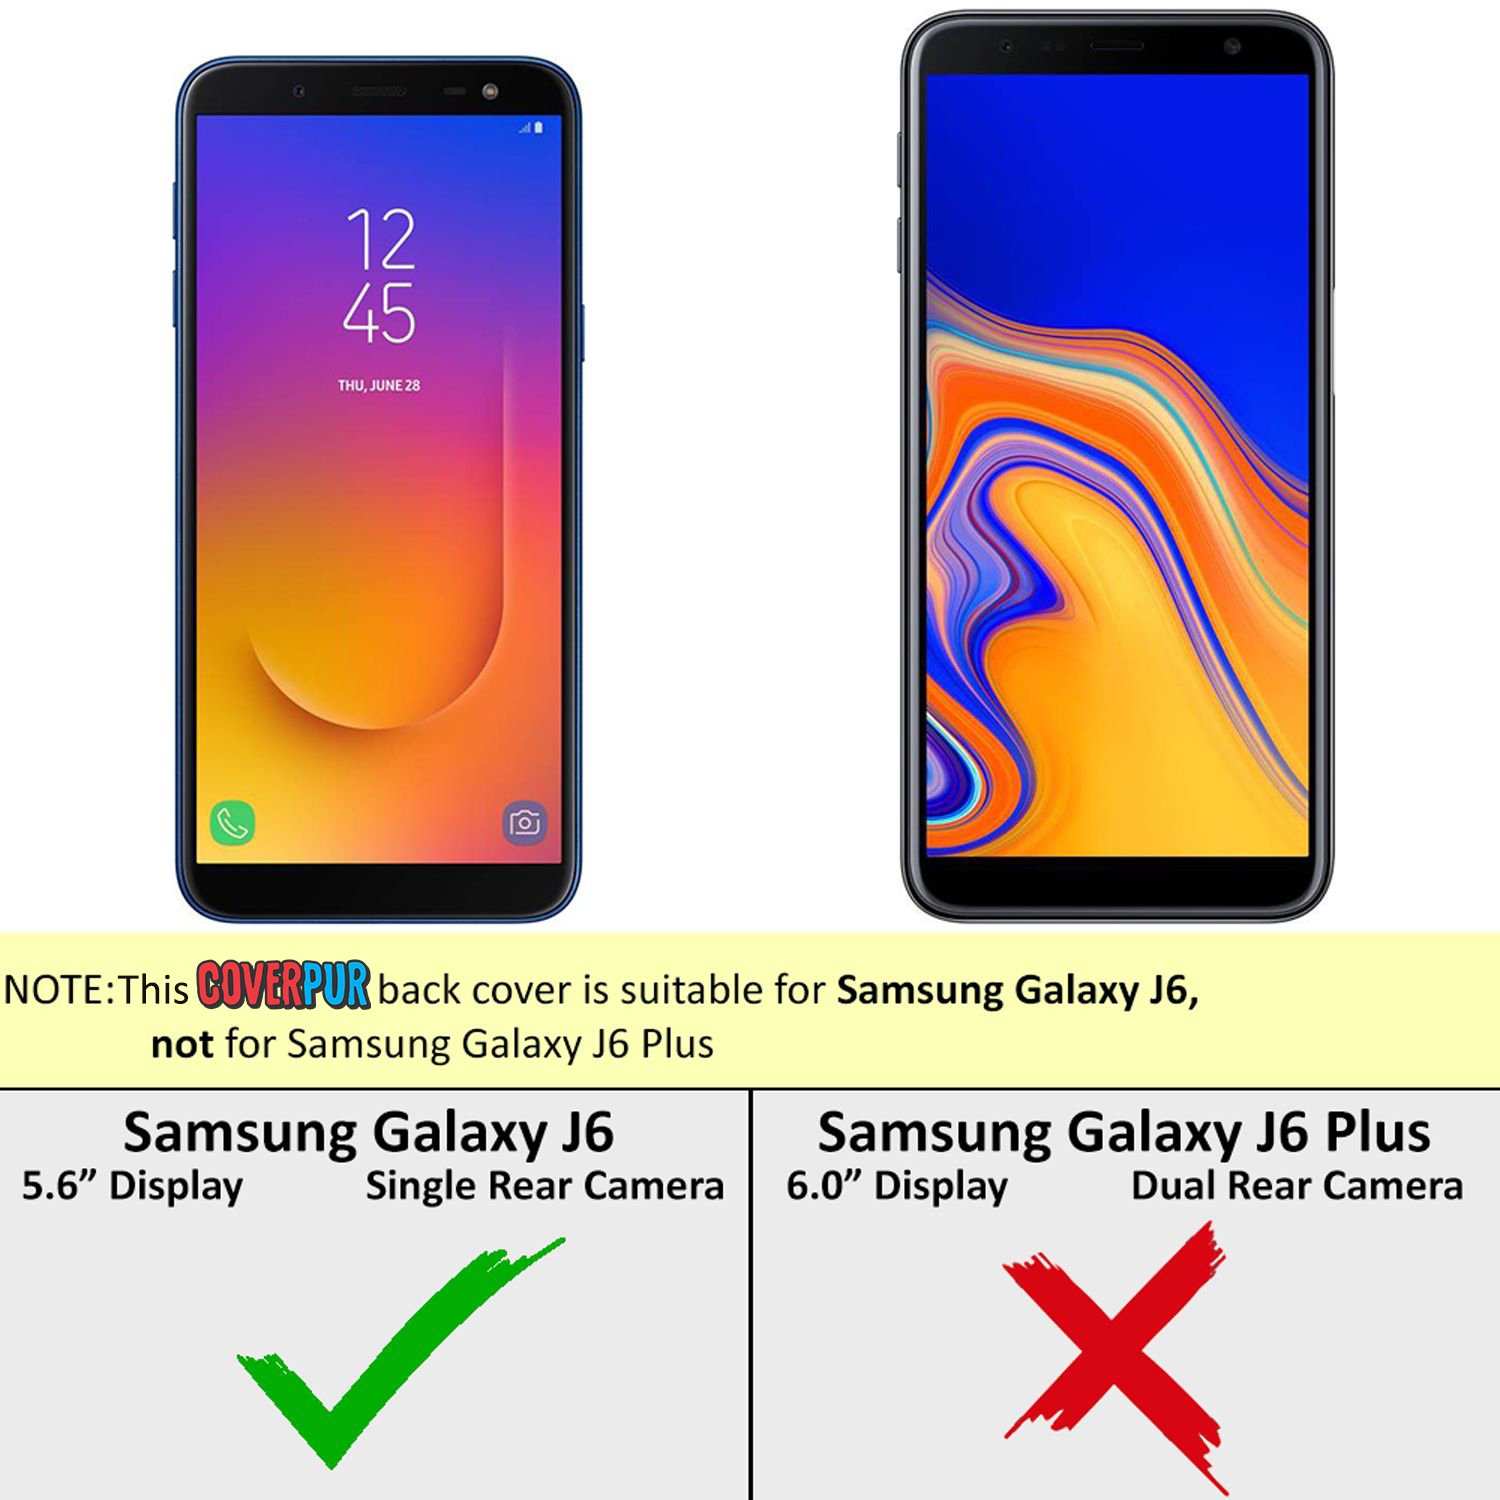 12
45
THU, JUNE 28
NOTE:This COVERPUR back cover is suitable for Samsung Galaxy J6,
not for Samsung Galaxy J6 Plus
Samsung Galaxy J6
5.6” Display Single Rear Camera
Samsung Galaxy J6 Plus
6.0” Display Dual Rear Camera